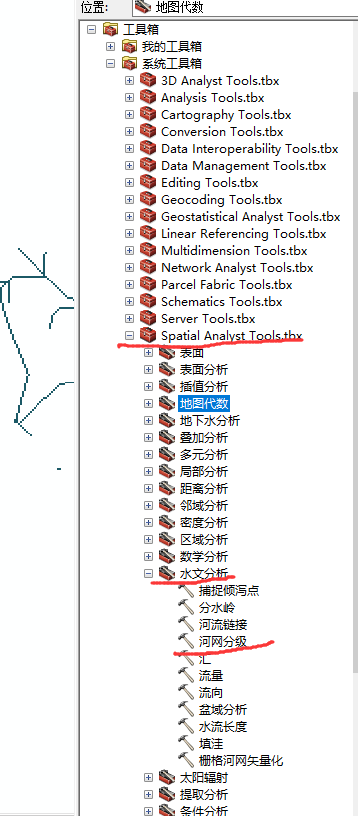 位置: 地图代数
工具箱
我的工具箱
系统工具箱
3D Analyst Tools.tbx
Analysis Tools.tbx
Cartography Tools.tbx
Conversion Tools.tbx
Data Interoperability Tools.tbx
Data Management Tools.tbx
Editing Tools.tbx
Geocoding Tools.tbx
Geostatistical Analyst Tools.tbx
Linear Referencing Tools.tbx
Multidimension Tools.tbx
Network Analyst Tools.tbx
Parcel Fabric Tools.tbx
Schematics Tools.tbx
Server Tools.tbx
Spatial Analyst Tools.tbx
表面
表面分析
插值分析
地图代数
地下水分析
叠加分析
多元分析
局部分析
距离分析
邻域分析
密度分析
区域分析
数学分析
水文分析
捕捉倾泻点
分水岭
河流链接
河网分级
汇
流量
流向
盆域分析
水流长度
填洼
栅格河网矢量化
太阳辐射
提取分析
条件分析